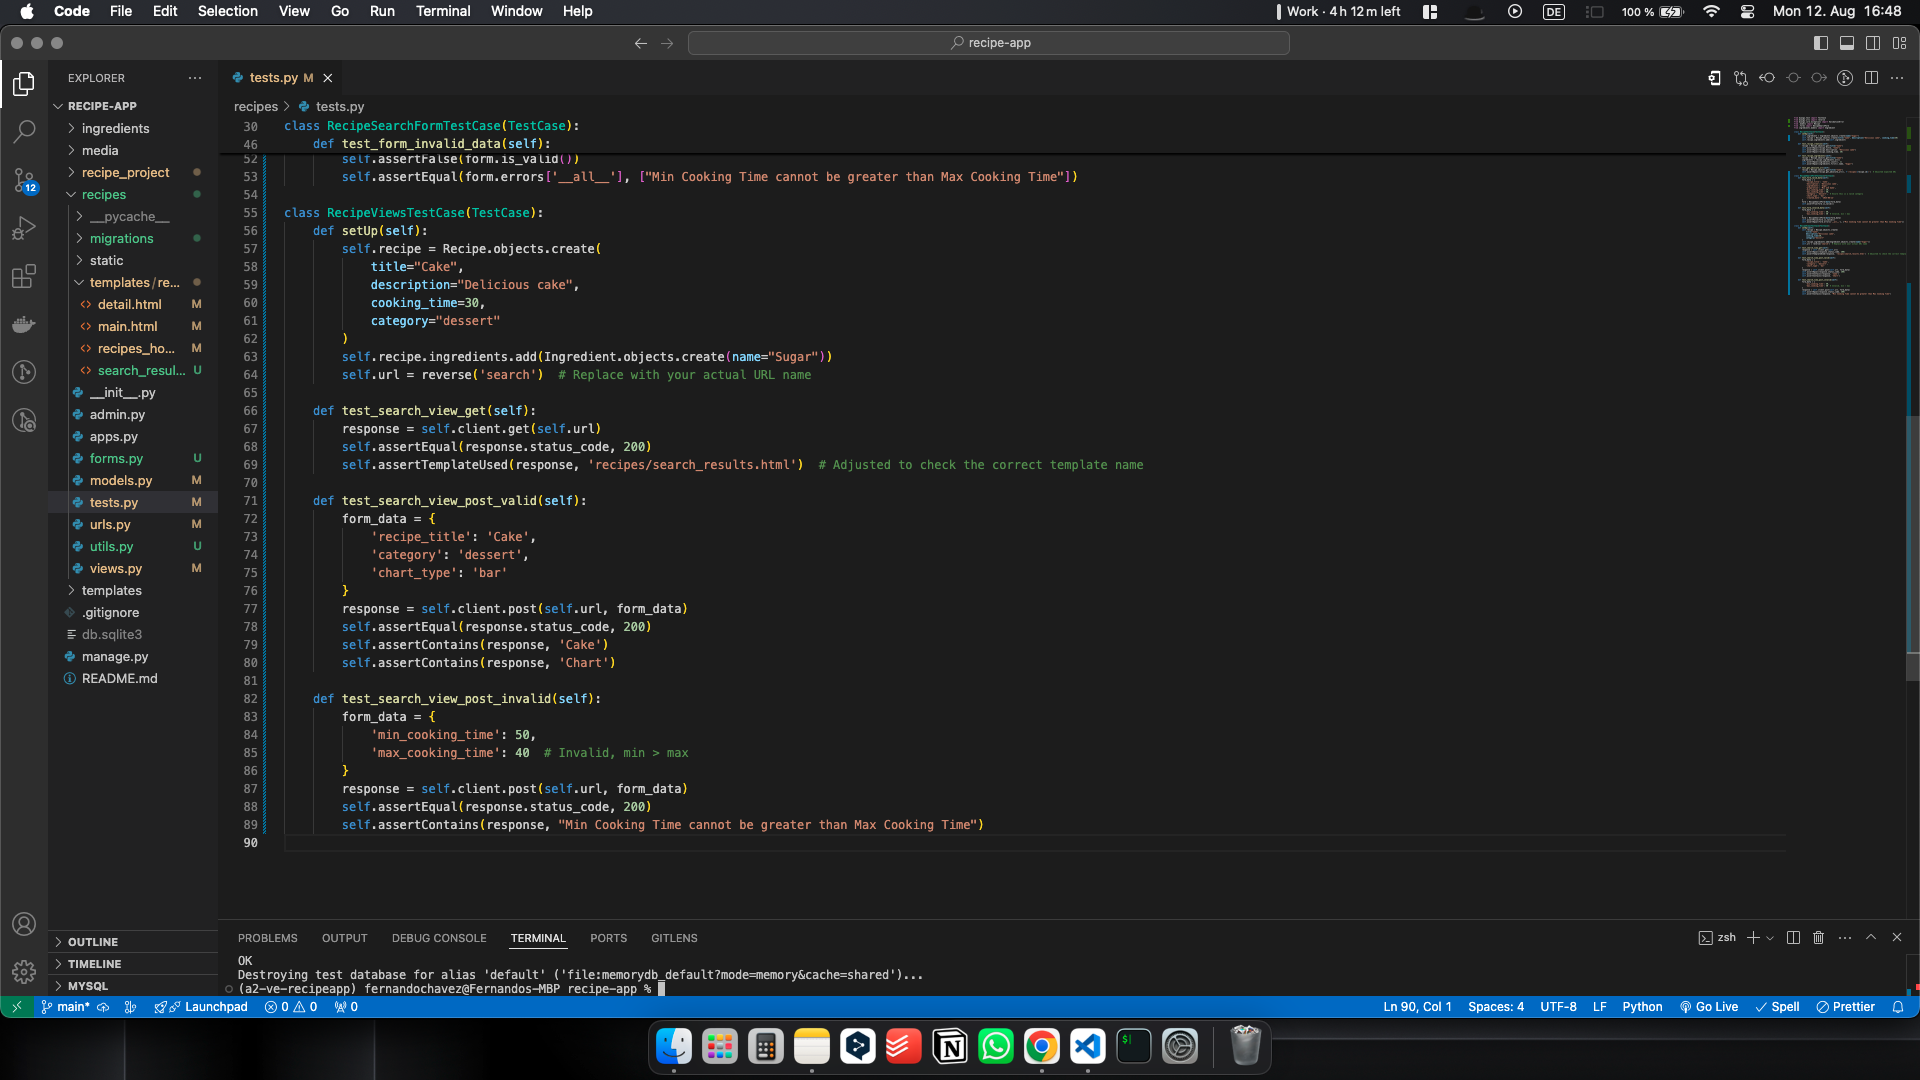 Code File Edit Selection View Go Run Terminal Window Help
Work · 4 h 12 m left
DE
100 %
Mon 12. Aug 16:48
recipe-app
EXPLORER
RECIPE-APP
ingredients
media
recipe_project
recipes
__pycache__
migrations
static
templates/re...
detail.html M
main.html M
recipes_ho... M
search_resul... U
__init__.py
admin.py
apps.py
forms.py U
models.py M
tests.py M
urls.py M
utils.py U
views.py M
templates
.gitignore
db.sqlite3
manage.py
README.md
OUTLINE
TIMELINE
MYSQL
12
tests.py M
recipes > tests.py
30 class RecipeSearchFormTestCase(TestCase):
46 def test_form_invalid_data(self):
52 self.assertFalse(form.is_valid())
53 self.assertEqual(form.errors['__all__'], ["Min Cooking Time cannot be greater than Max Cooking Time"])
54
55 class RecipeViewsTestCase(TestCase):
56 def setUp(self):
57 self.recipe = Recipe.objects.create(
58 title="Cake",
59 description="Delicious cake",
60 cooking_time=30,
61 category="dessert"
62 )
63 self.recipe.ingredients.add(Ingredient.objects.create(name="Sugar"))
64 self.url = reverse('search')  # Replace with your actual URL name
65
66 def test_search_view_get(self):
67 response = self.client.get(self.url)
68 self.assertEqual(response.status_code, 200)
69 self.assertTemplateUsed(response, 'recipes/search_results.html')  # Adjusted to check the correct template name
70
71 def test_search_view_post_valid(self):
72 form_data = {
73 'recipe_title': 'Cake',
74 'category': 'dessert',
75 'chart_type': 'bar'
76 }
77 response = self.client.post(self.url, form_data)
78 self.assertEqual(response.status_code, 200)
79 self.assertContains(response, 'Cake')
80 self.assertContains(response, 'Chart')
81
82 def test_search_view_post_invalid(self):
83 form_data = {
84 'min_cooking_time': 50,
85 'max_cooking_time': 40  # Invalid, min > max
86 }
87 response = self.client.post(self.url, form_data)
88 self.assertEqual(response.status_code, 200)
89 self.assertContains(response, "Min Cooking Time cannot be greater than Max Cooking Time")
90
PROBLEMS OUTPUT DEBUG CONSOLE TERMINAL PORTS GITLENS
zsh
OK
Destroying test database for alias 'default' ('file:memorydb_default?mode=memory&cache=shared')...
(a2-ve-recipeapp) fernandochavez@Fernandos-MBP recipe-app %
main* Launchpad 0 0 0
Ln 90, Col 1 Spaces: 4 UTF-8 LF Python Go Live Spell Prettier